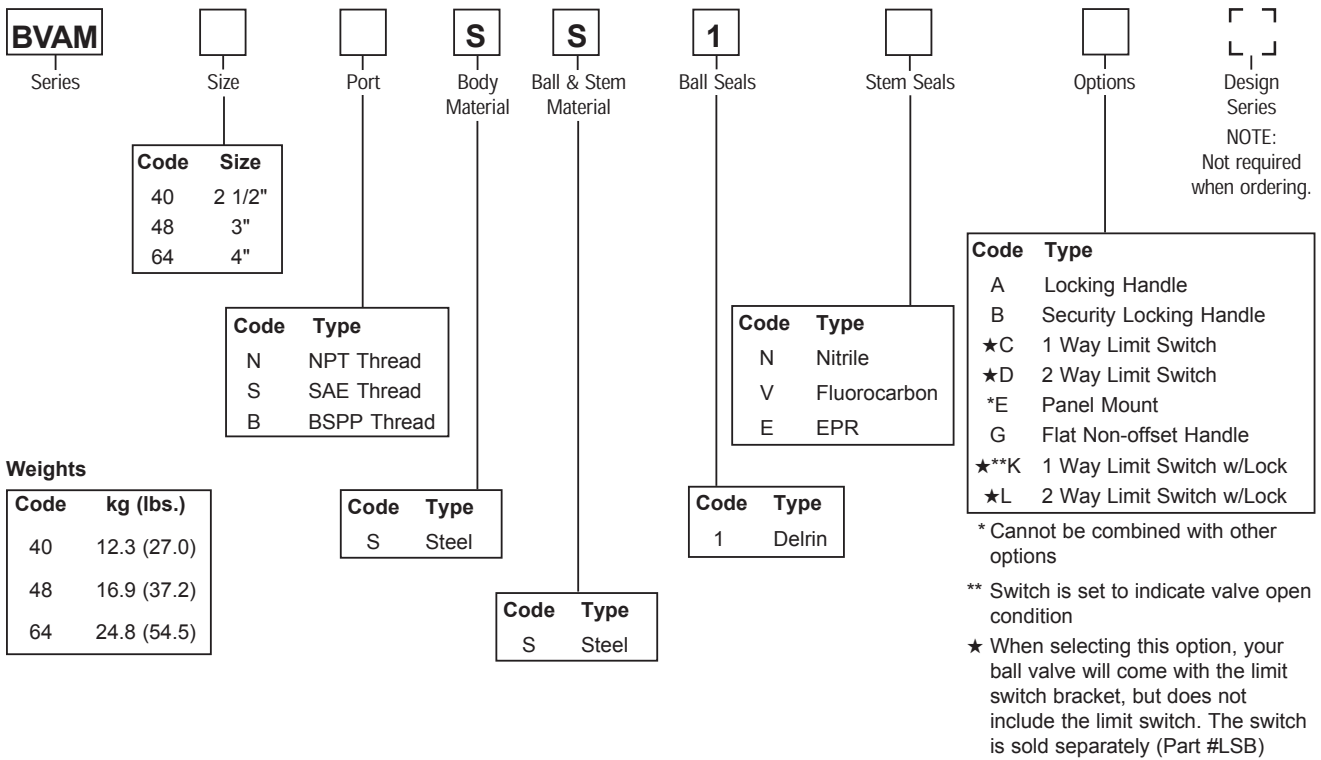 BVAM S S 1
Series Size Port Body Material Ball & Stem Material Ball Seals Stem Seals Options Design Series
NOTE:
Not required
when ordering.
Code Size
40 2 1/2"
48 3"
64 4"
Code Type
N NPT Thread
S SAE Thread
B BSPP Thread
Code Type
S Steel
Code Type
S Steel
Code Type
1 Delrin
Code Type
N Nitrile
V Fluorocarbon
E EPR
Code Type
A Locking Handle
B Security Locking Handle
★C 1 Way Limit Switch
★D 2 Way Limit Switch
*E Panel Mount
G Flat Non-offset Handle
★**K 1 Way Limit Switch w/Lock
★L 2 Way Limit Switch w/Lock
* Cannot be combined with other
options
** Switch is set to indicate valve open
condition
★ When selecting this option, your
ball valve will come with the limit
switch bracket, but does not
include the limit switch. The switch
is sold separately (Part #LSB)
Weights
Code kg (lbs.)
40 12.3 (27.0)
48 16.9 (37.2)
64 24.8 (54.5)